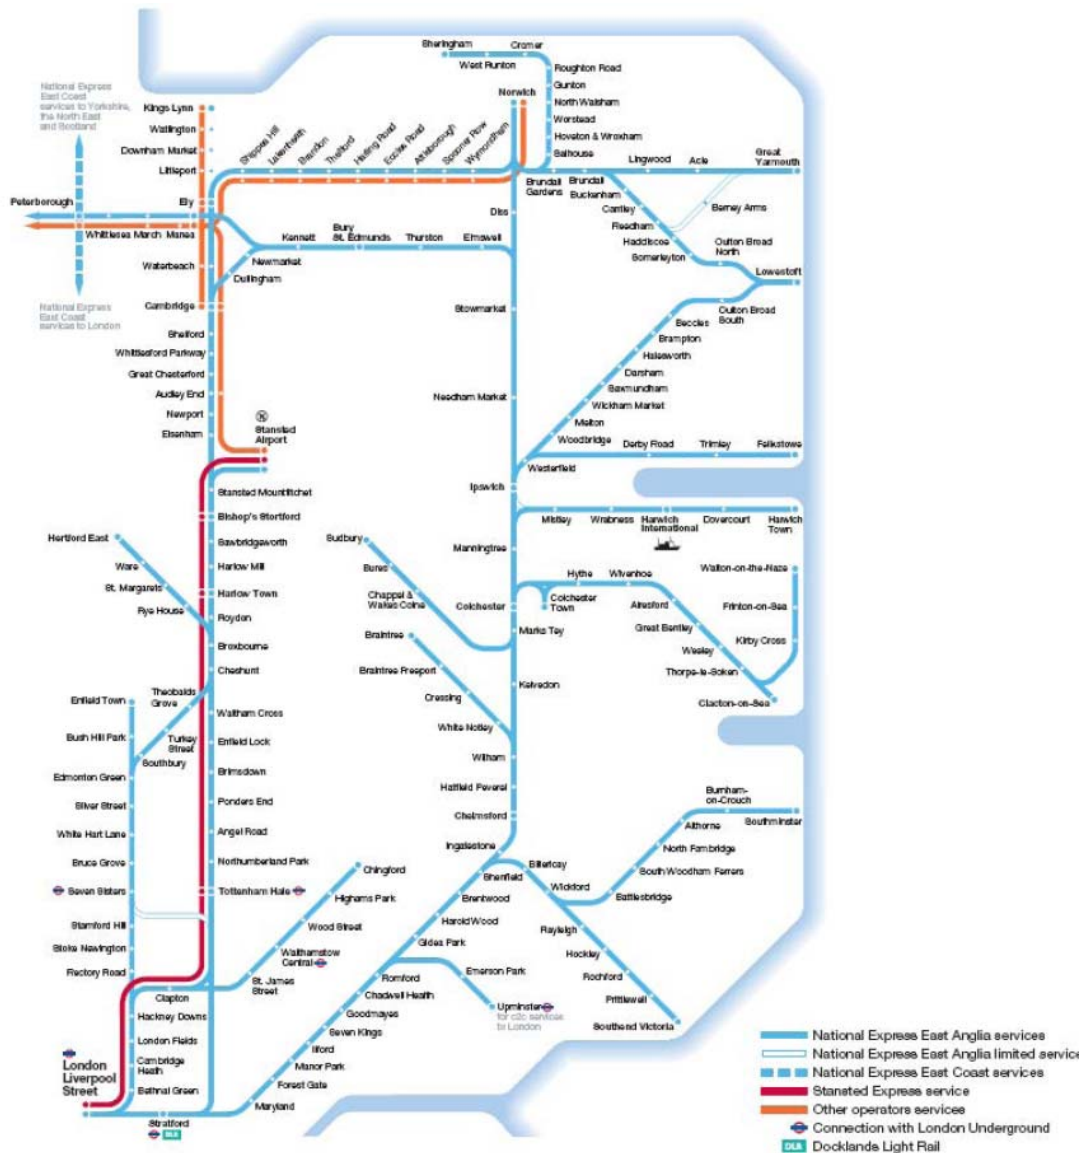 National Express
East Coast
services to Yorkshire,
the North East
and Scotland
Kings Lynn
Watlington
Downham Market
Littleport
Ely
Peterborough
Whittlesea
March
Manea
Waterbeach
National Express
East Coast
services to London
Cambridge
Shelford
Whittlesford Parkway
Great Chesterford
Audley End
Newport
Elsenham
Stansted
Airport
Stansted Mountfitchet
Bishop's Stortford
Sawbridgeworth
Harlow Mill
Harlow Town
Roydon
Broxbourne
Cheshunt
Hertford East
Ware
St. Margarets
Rye House
Theobalds
Grove
Turkey
Street
Southbury
Waltham Cross
Enfield Lock
Brimsdown
Ponders End
Angel Road
Northumberland Park
Tottenham Hale
Enfield Town
Bush Hill Park
Edmonton Green
Silver Street
White Hart Lane
Bruce Grove
Seven Sisters
Stamford Hill
Stoke Newington
Rectory Road
Clapton
Hackney Downs
London Fields
Cambridge
Heath
Bethnal Green
London
Liverpool
Street
Stratford
DLR
Chingford
Highams Park
Wood Street
Walthamstow
Central
St. James
Street
Shippea Hill
Lakenheath
Brandon
Thetford
Harling Road
Eccles Road
Attleborough
Spooner Row
Wymondham
Norwich
Sheringham
West Runton
Cromer
Roughton Road
Gunton
North Walsham
Worstead
Hoveton & Wroxham
Salhouse
Brundall
Gardens
Brundall
Lingwood
Acle
Great
Yarmouth
Buckenham
Cantley
Reedham
Berney Arms
Haddiscoe
Somerleyton
Oulton Broad
North
Lowestoft
Oulton Broad
South
Beccles
Brampton
Halesworth
Darsham
Saxmundham
Wickham Market
Melton
Woodbridge
Westerfield
Derby Road
Trimley
Felixstowe
Diss
Kennett
Bury
St. Edmunds
Thurston
Elmswell
Newmarket
Dullingham
Stowmarket
Needham Market
Ipswich
Mistley
Wrabness
Harwich
International
Dovercourt
Harwich
Town
Manningtree
Colchester
Hythe
Wivenhoe
Colchester
Town
Alresford
Great Bentley
Weeley
Thorpe-le-Soken
Clacton-on-Sea
Kirby Cross
Frinton-on-Sea
Walton-on-the-Naze
Sudbury
Bures
Chappel &
Wakes Colne
Marks Tey
Kelvedon
Braintree
Braintree Freeport
Cressing
White Notley
Witham
Hatfield Peverel
Chelmsford
Ingatestone
Shenfield
Billericay
Wickford
Battlesbridge
South Woodham Ferrers
North Fambridge
Althorne
Burnham-
on-Crouch
Southminster
Rayleigh
Hockley
Rochford
Prittlewell
Southend Victoria
Brentwood
Harold Wood
Gidea Park
Romford
Emerson Park
Upminster
for c2c services
to London
Chadwell Heath
Goodmayes
Seven Kings
Ilford
Manor Park
Forest Gate
Maryland
National Express East Anglia services
National Express East Anglia limited service
National Express East Coast services
Stansted Express service
Other operators services
Connection with London Underground
DLR Docklands Light Rail